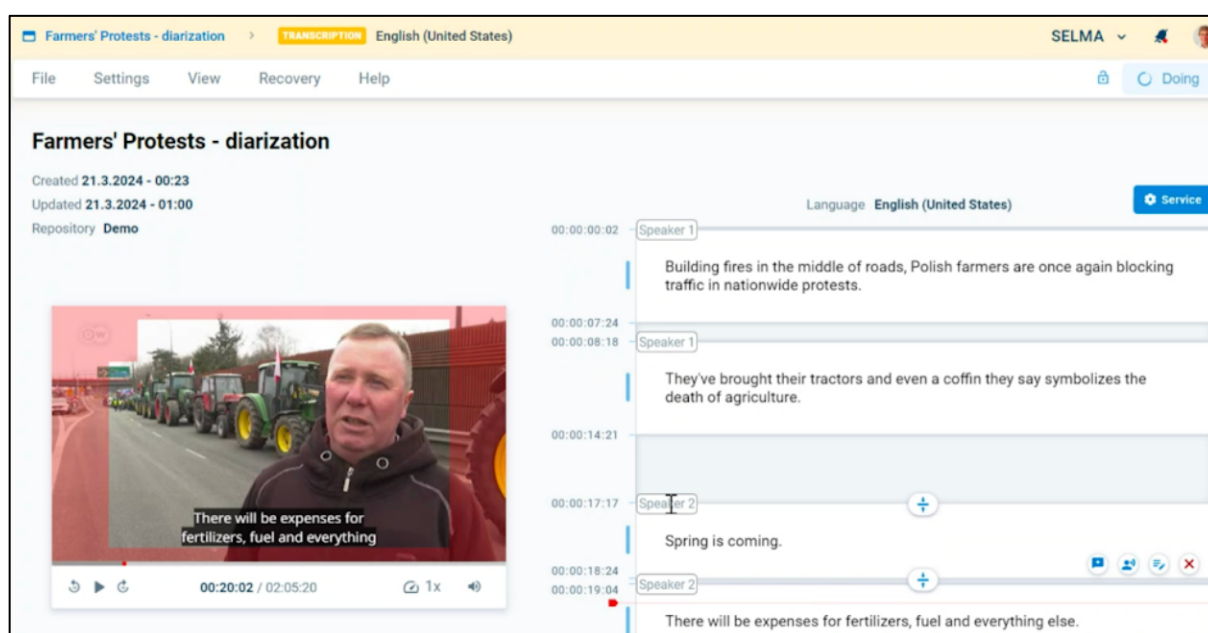 Farmers' Protests - diarization > TRANSCRIPTION English (United States)
SELMA
File Settings View Recovery Help
Doing
Farmers' Protests - diarization
Created 21.3.2024 - 00:23
Updated 21.3.2024 - 01:00
Repository Demo
Language English (United States)
Service
00:00:00:02 Speaker 1
Building fires in the middle of roads, Polish farmers are once again blocking
traffic in nationwide protests.
00:00:07:24
00:00:08:18 Speaker 1
They've brought their tractors and even a coffin they say symbolizes the
death of agriculture.
00:00:14:21
00:00:17:17 Speaker 2
Spring is coming.
00:00:18:24
00:00:19:04 Speaker 2
There will be expenses for fertilizers, fuel and everything else.
DW
There will be expenses for
fertilizers, fuel and everything
00:20:02 / 02:05:20 1x